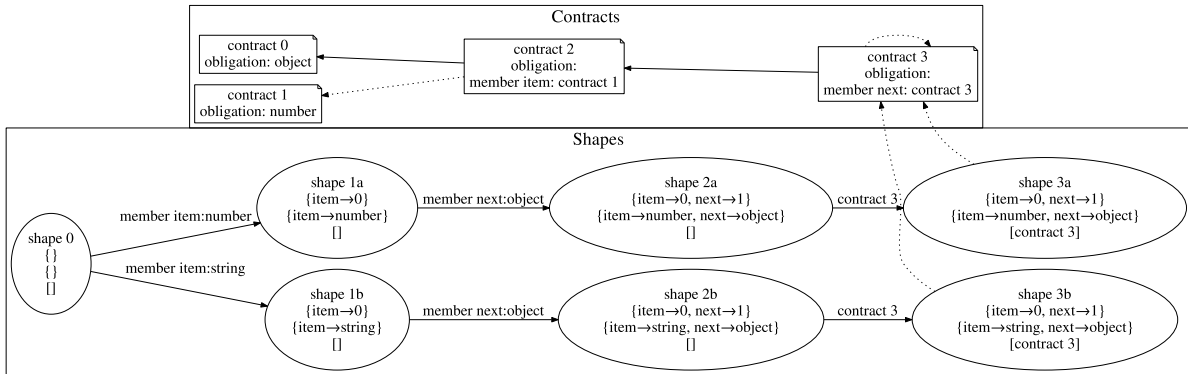 Contracts
contract 0
obligation: object
contract 1
obligation: number
contract 2
obligation:
member item: contract 1
contract 3
obligation:
member next: contract 3
Shapes
shape 0
{}
{}
[]
member item:number
member item:string
shape 1a
{item→0}
{item→number}
[]
member next:object
shape 2a
{item→0, next→1}
{item→number, next→object}
[]
contract 3
shape 3a
{item→0, next→1}
{item→number, next→object}
[contract 3]
shape 1b
{item→0}
{item→string}
[]
member next:object
shape 2b
{item→0, next→1}
{item→string, next→object}
[]
contract 3
shape 3b
{item→0, next→1}
{item→string, next→object}
[contract 3]